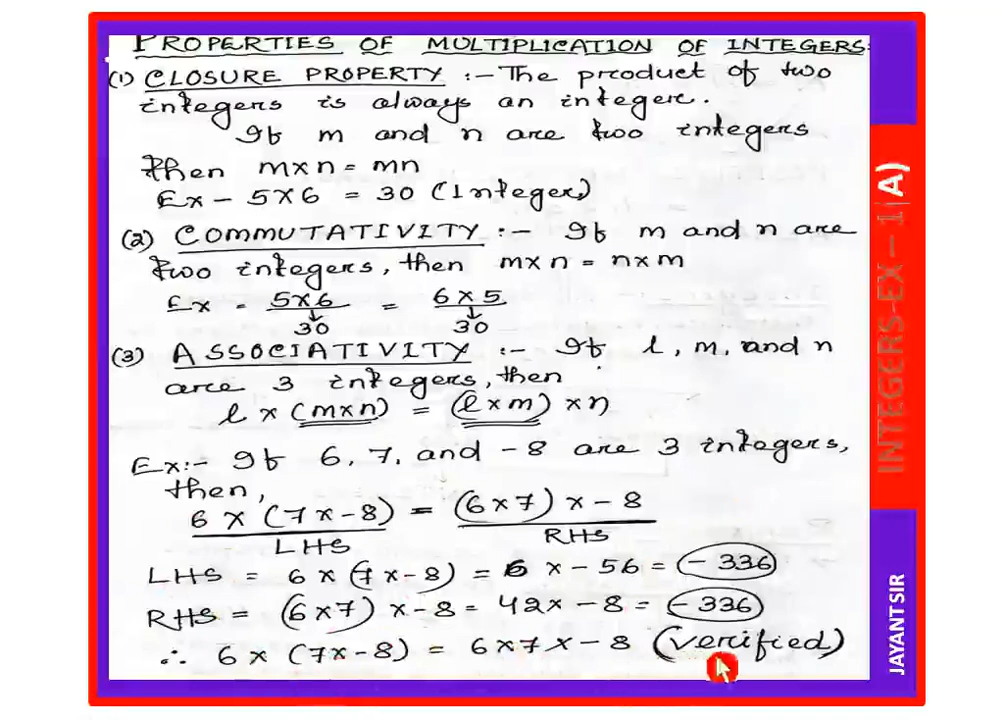 PROPERTIES OF MULTIPLICATION OF INTEGERS:
(1) CLOSURE PROPERTY :- The product of two
integers is always an integer.
If m and n are two integers
then m×n = mn
Ex - 5×6 = 30 (Integer)
(2) COMMUTATIVITY :- If m and n are
two integers, then m×n = n×m
Ex - 5×6 = 6×5
↓ 30 ↓ 30
(3) ASSOCIATIVITY :- If l, m, and n
are 3 integers, then
l × (m×n) = (l×m) ×n
Ex:- If 6, 7, and -8 are 3 integers,
then,
6 × (7×-8) = (6×7) × -8
LHS RHS
LHS = 6 × (7×-8) = 6 × -56 = -336
RHS = (6×7) ×-8 = 42× -8 = -336
∴ 6 × (7×-8) = 6×7×-8 (verified)
INTEGERS-EX – 1(A)
JAYANT SIR